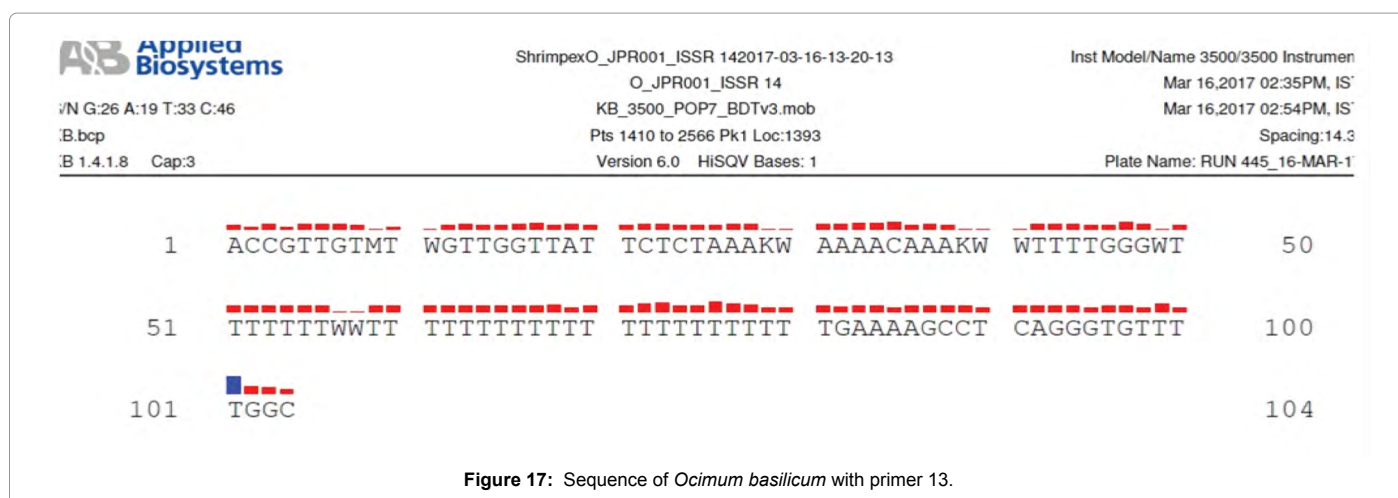 Applied
Biosystems
ShrimpexO_JPR001_ISSR 142017-03-16-13-20-13
Inst Model/Name 3500/3500 Instrumen
O_JPR001_ISSR 14
Mar 16,2017 02:35PM, IS
/N G:26 A:19 T:33 C:46
KB_3500_POP7_BDTv3.mob
Mar 16,2017 02:54PM, IS
B.bcp
Pts 1410 to 2566 Pk1 Loc:1393
Spacing:14.3
B 1.4.1.8 Cap:3
Version 6.0 HiSQV Bases: 1
Plate Name: RUN 445_16-MAR-1
1 ACCGTTGTMT WGTTGGTTAT TCTCTAAAKW AAAACAAAKW WTTTTGGGWT 50
51 TTTTTTWWTT TTTTTTTTTT TTTTTTTTTT TGAAAAGCCT CAGGGTGTTT 100
101 TGGC 104
Figure 17: Sequence of Ocimum basilicum with primer 13.